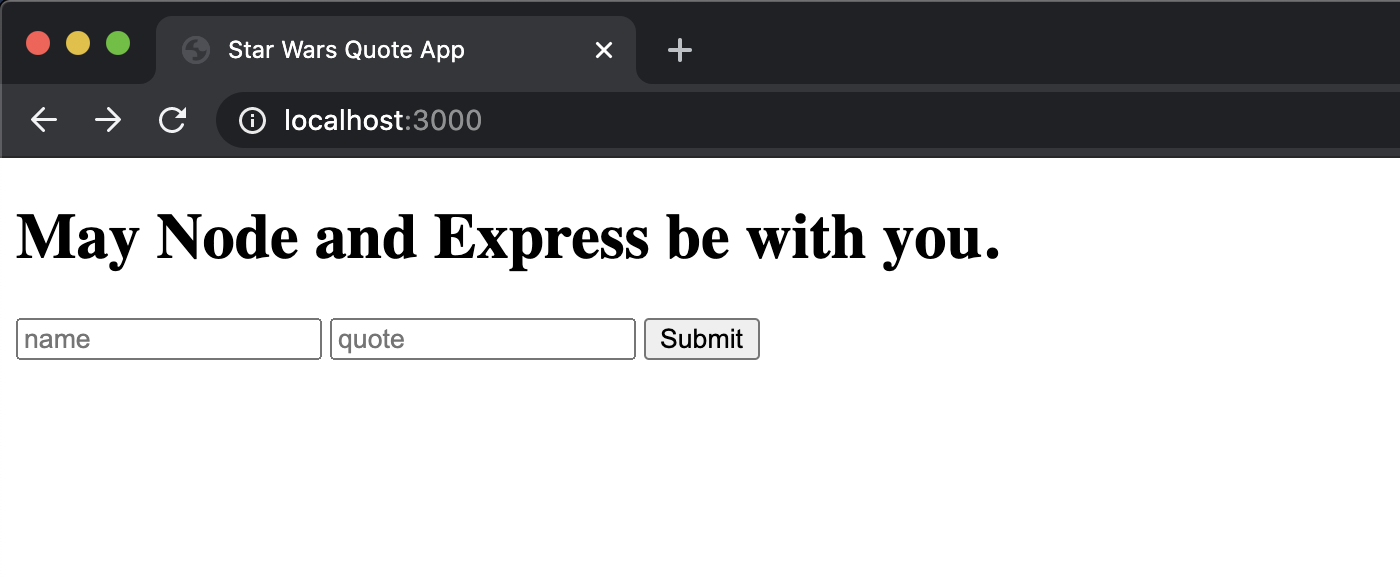 Star Wars Quote App
localhost:3000
May Node and Express be with you.
name quote Submit